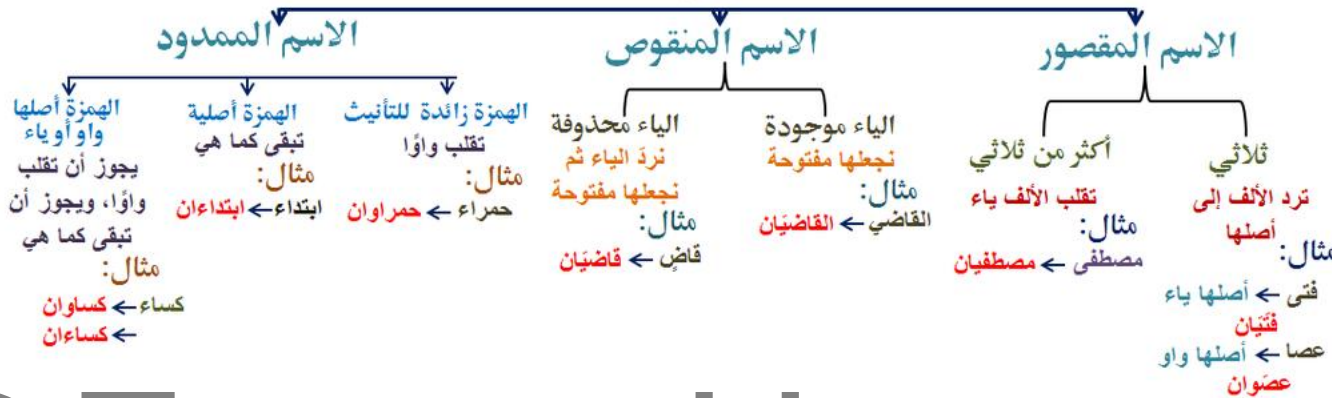 الاسم المقصور
ثلاثي
ترد الألف إلى
أصلها
مثال:
فتى ← أصلها ياء
فتَيَان
عصا ← أصلها واو
عصَوان
أكثر من ثلاثي
تقلب الألف ياء
مثال:
مصطفى ← مصطفيان
الاسم المنقوص
الياء موجودة
نجعلها مفتوحة
مثال:
القاضي ← القاضيَان
الياء محذوفة
نردَ الياء ثم
نجعلها مفتوحة
مثال:
قاضٍ ← قاضيَان
الاسم الممدود
الهمزة زائدة للتأنيث
تقلب واوًا
مثال:
حمراء ← حمراوان
الهمزة أصلية
تبقى كما هي
مثال:
ابتداء ← ابتداءان
الهمزة أصلها
واو أو ياء
يجوز أن تقلب
واوًا، ويجوز أن
تبقى كما هي
مثال:
كساء ← كساوان
← كساءان